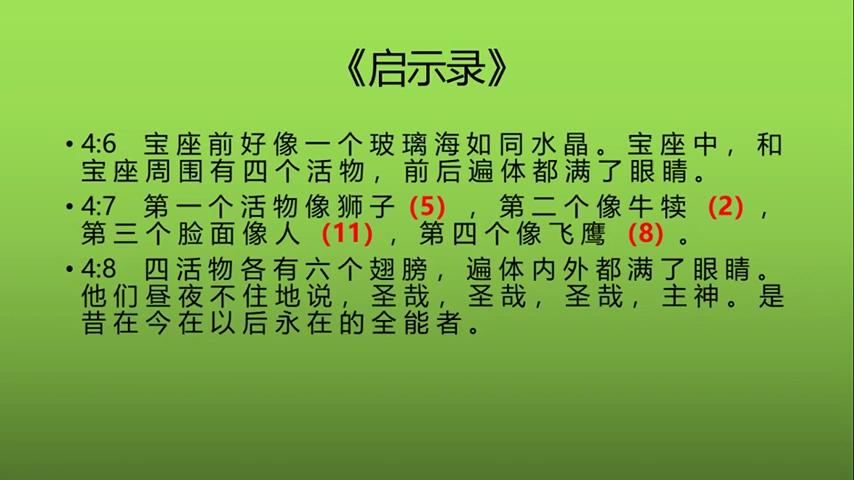 《启示录》
• 4:6 宝座前好像一个玻璃海如同水晶。宝座中，和
宝座周围有四个活物，前后遍体都满了眼睛。
• 4:7 第一个活物像狮子 (5) ，第二个像牛犊 (2) ，
第三个脸面像人 (11) ，第四个像飞鹰 (8) 。
• 4:8 四活物各有六个翅膀，遍体内外都满了眼睛。
他们昼夜不住地说，圣哉，圣哉，圣哉，主神。是
昔在今在以后永在的全能者。